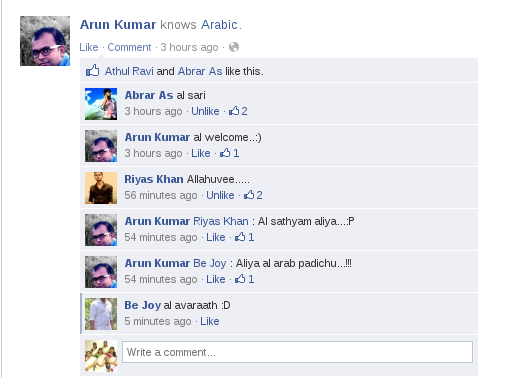 Arun Kumar knows Arabic.
Like · Comment · 3 hours ago ·
Athul Ravi and Abrar As like this.
Abrar As al sari
3 hours ago · Unlike · 2
Arun Kumar al welcome..:)
3 hours ago · Like · 1
Riyas Khan Allahuvee.....
56 minutes ago · Unlike · 2
Arun Kumar Riyas Khan : Al sathyam aliya...:P
54 minutes ago · Like · 1
Arun Kumar Be Joy : Aliya al arab padichu...!!!
54 minutes ago · Like · 1
Be Joy al avaraath :D
5 minutes ago · Like
Write a comment...